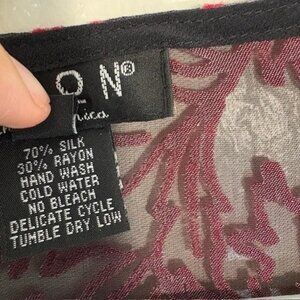 ON®
70% SILK
30% RAYON
HAND WASH
COLD WATER
NO BLEACH
DELICATE CYCLE
TUMBLE DRY LOW